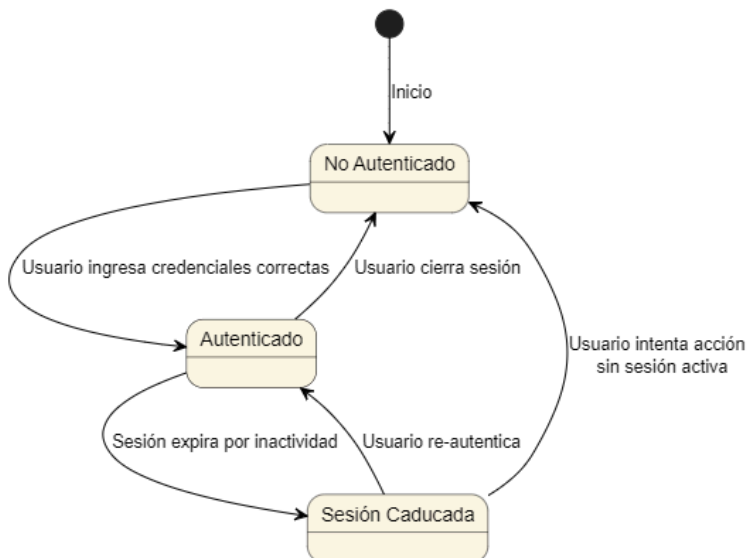 Inicio
No Autenticado
Usuario ingresa credenciales correctas
Usuario cierra sesión
Autenticado
Usuario intenta acción
sin sesión activa
Sesión expira por inactividad
Usuario re-autentica
Sesión Caducada